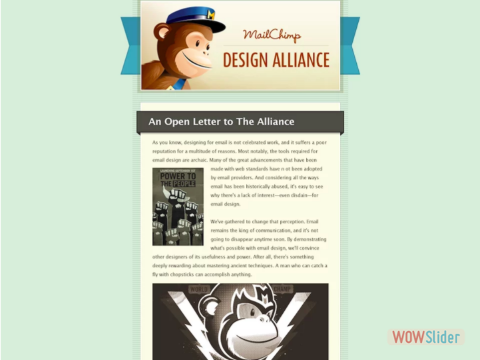 MailChimp
DESIGN ALLIANCE
An Open Letter to The Alliance
As you know, designing for email is not celebrated work, and it suffers a poor
reputation for a multitude of reasons. Most notably, the tools required for
email design are archaic. Many of the great advancements that have been
made with web standards have not been adopted
by email providers. And considering all the ways
email has been historically abused, it's easy to see
why there's a lack of interest—even disdain—for
email design.
POWER TO
THE PEOPLE
We've gathered to change that perception. Email
remains the king of communication, and it's not
going to disappear anytime soon. By demonstrating
what's possible with email design, we'll convince
other designers of its usefulness and power. After all, there's something
deeply rewarding about mastering ancient techniques. A man who can catch a
fly with chopsticks can accomplish anything.
WOWSlider